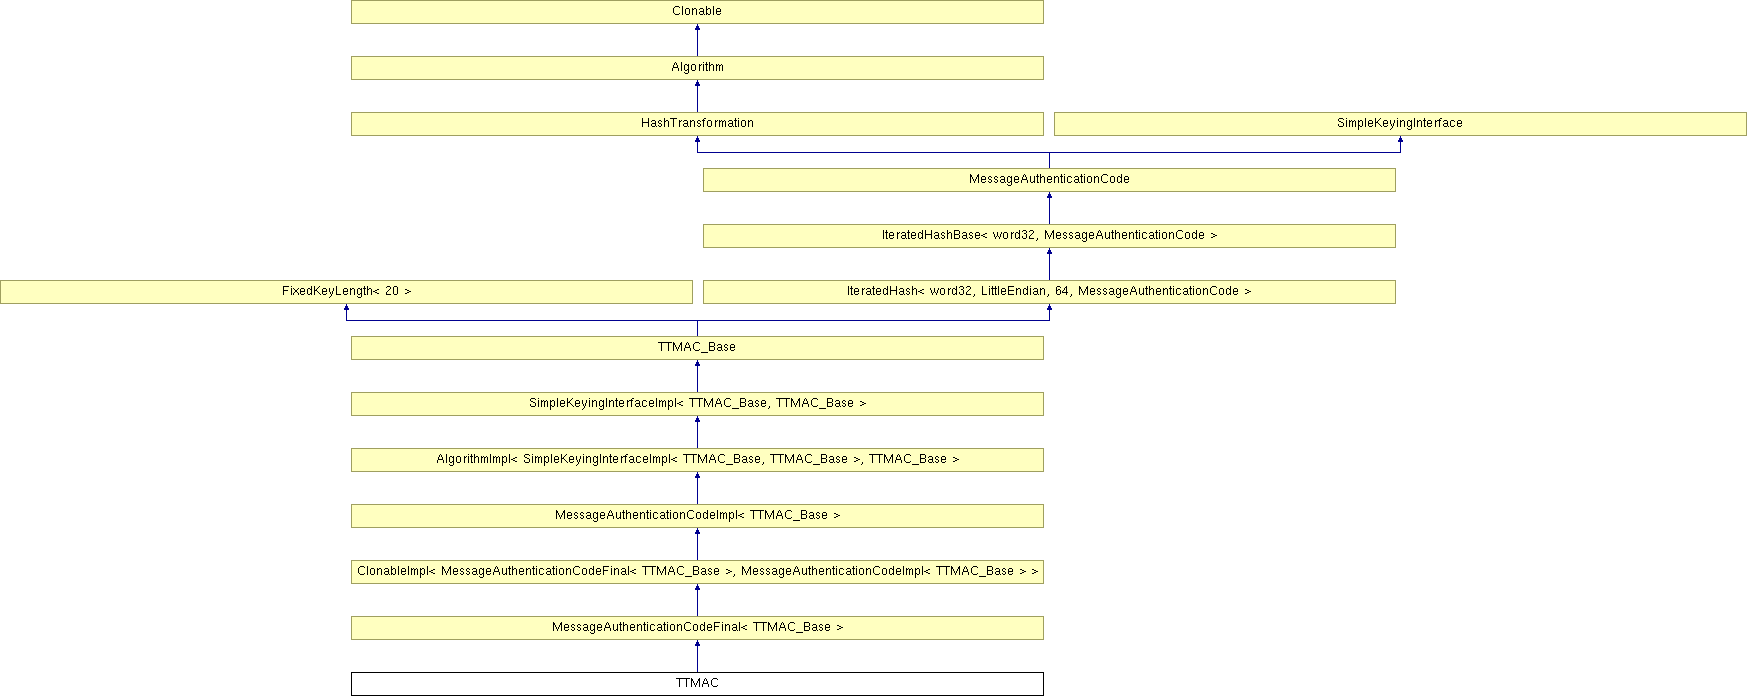 Clonable
Algorithm
HashTransformation
SimpleKeyingInterface
MessageAuthenticationCode
IteratedHashBase< word32, MessageAuthenticationCode >
FixedKeyLength< 20 >
IteratedHash< word32, LittleEndian, 64, MessageAuthenticationCode >
TTMAC_Base
SimpleKeyingInterfaceImpl< TTMAC_Base, TTMAC_Base >
AlgorithmImpl< SimpleKeyingInterfaceImpl< TTMAC_Base, TTMAC_Base >, TTMAC_Base >
MessageAuthenticationCodeImpl< TTMAC_Base >
ClonableImpl< MessageAuthenticationCodeFinal< TTMAC_Base >, MessageAuthenticationCodeImpl< TTMAC_Base > >
MessageAuthenticationCodeFinal< TTMAC_Base >
TTMAC